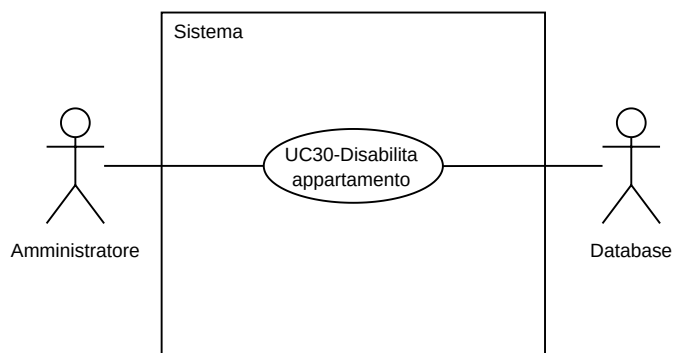 Sistema
UC30-Disabilita
appartamento
Amministratore
Database